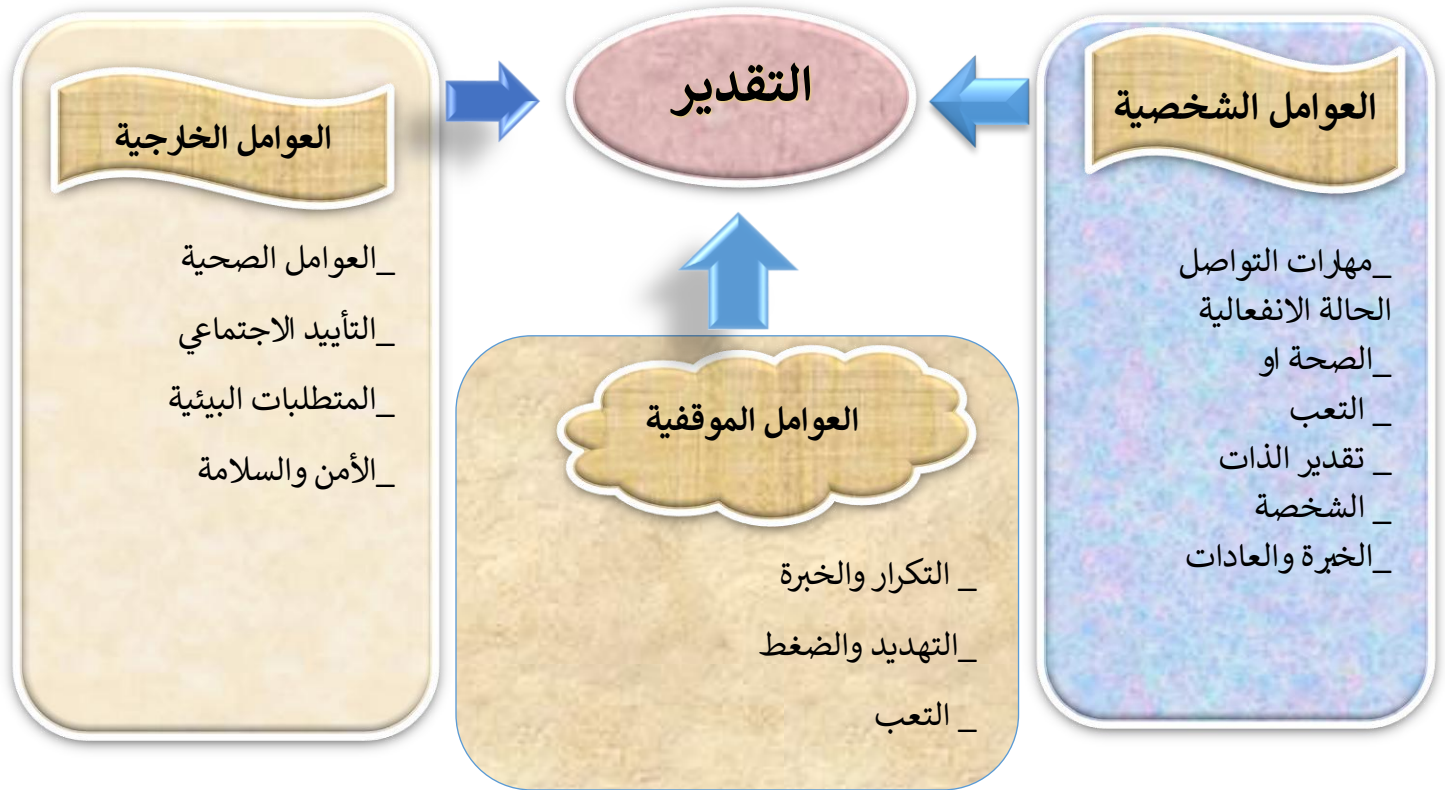 التقدير
العوامل الشخصية
_مهارات التواصل
الحالة الانفعالية
_الصحة او
_ التعب
_ تقدير الذات
_ الشخصة
_الخبرة والعادات
العوامل الموقفية
_ التكرار والخبرة
_التهديد والضغط
_ التعب
العوامل الخارجية
_العوامل الصحية
_التأييد الاجتماعي
_المتطلبات البيئية
_الأمن والسلامة